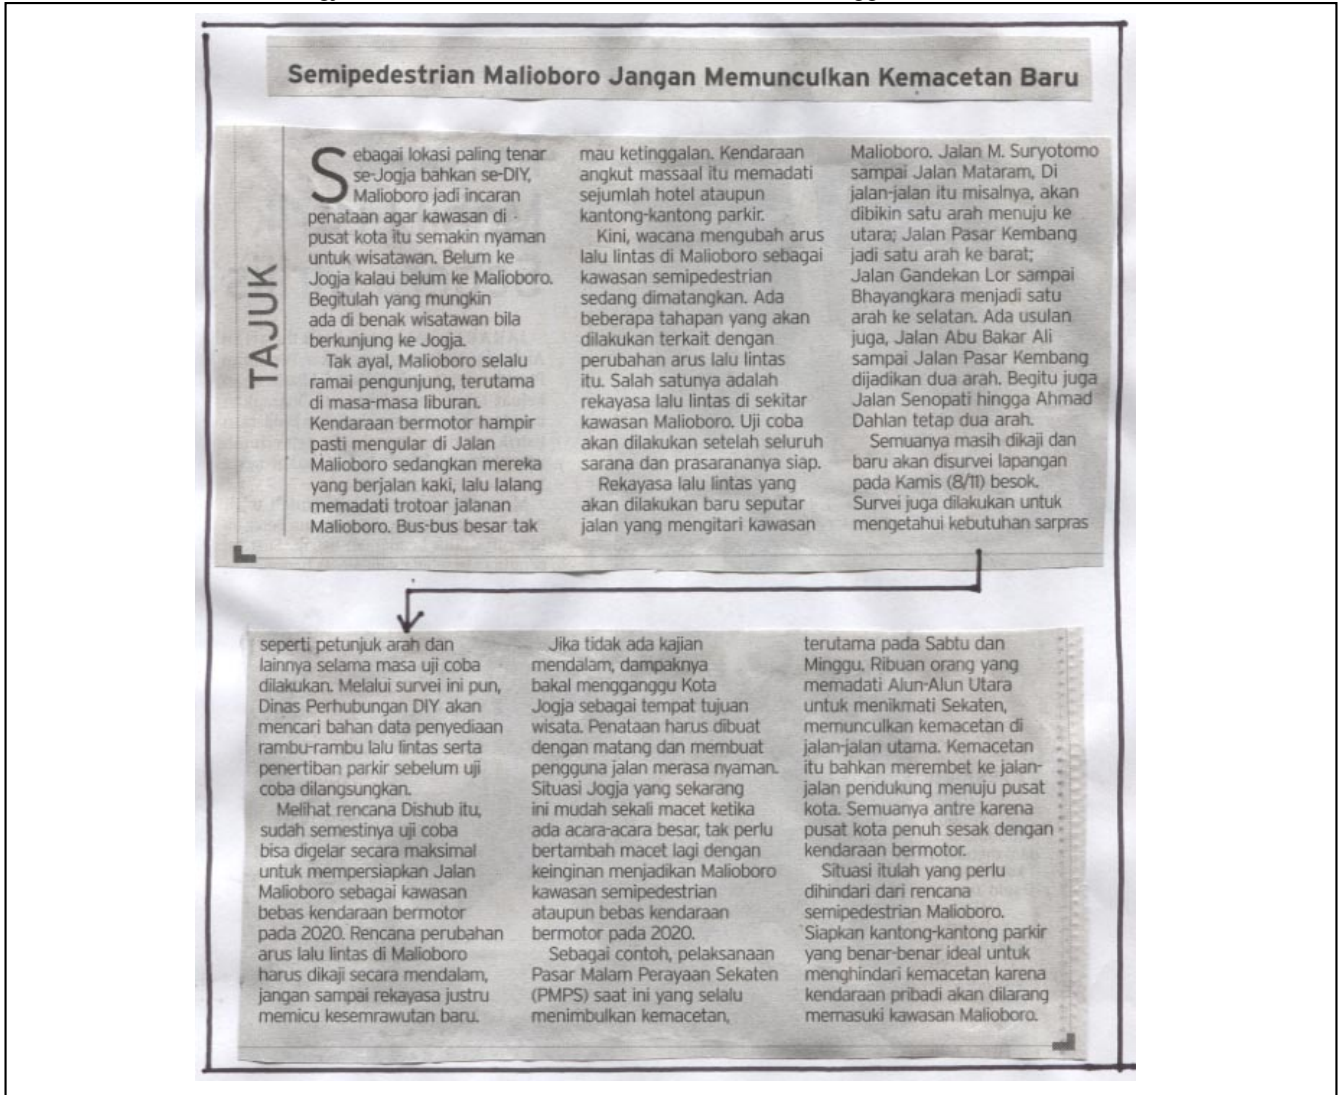 Semipedestrian Malioboro Jangan Memunculkan Kemacetan Baru
TAJUK
Sebagai lokasi paling tenar
se-Jogja bahkan se-DIY,
Malioboro jadi incaran
penataan agar kawasan di
pusat kota itu semakin nyaman
untuk wisatawan. Belum ke
Jogja kalau belum ke Malioboro.
Begitulah yang mungkin
ada di benak wisatawan bila
berkunjung ke Jogja.
Tak ayal, Malioboro selalu
ramai pengunjung, terutama
di masa-masa liburan.
Kendaraan bermotor hampir
pasti mengular di Jalan
Malioboro sedangkan mereka
yang berjalan kaki, lalu lalang
memadati trotoar jalanan
Malioboro. Bus-bus besar tak
mau ketinggalan. Kendaraan
angkut massaal itu memadati
sejumlah hotel ataupun
kantong-kantong parkir.
Kini, wacana mengubah arus
lalu lintas di Malioboro sebagai
kawasan semipedestrian
sedang dimatangkan. Ada
beberapa tahapan yang akan
dilakukan terkait dengan
perubahan arus lalu lintas
itu. Salah satunya adalah
rekayasa lalu lintas di sekitar
kawasan Malioboro. Uji coba
akan dilakukan setelah seluruh
sarana dan prasarananya siap.
Rekayasa lalu lintas yang
akan dilakukan baru seputar
jalan yang mengitari kawasan
Malioboro. Jalan M. Suryotomo
sampai Jalan Mataram, Di
jalan-jalan itu misalnya, akan
dibikin satu arah menuju ke
utara; Jalan Pasar Kembang
jadi satu arah ke barat;
Jalan Gandekan Lor sampai
Bhayangkara menjadi satu
arah ke selatan. Ada usulan
juga, Jalan Abu Bakar Ali
sampai Jalan Pasar Kembang
dijadikan dua arah. Begitu juga
Jalan Senopati hingga Ahmad
Dahlan tetap dua arah.
Semuanya masih dikaji dan
baru akan disurvei lapangan
pada Kamis (8/11) besok.
Survei juga dilakukan untuk
mengetahui kebutuhan sarpras
seperti petunjuk arah dan
lainnya selama masa uji coba
dilakukan. Melalui survei ini pun,
Dinas Perhubungan DIY akan
mencari bahan data penyediaan
rambu-rambu lalu lintas serta
penertiban parkir sebelum uji
coba dilangsungkan.
Melihat rencana Dishub itu,
sudah semestinya uji coba
bisa digelar secara maksimal
untuk mempersiapkan Jalan
Malioboro sebagai kawasan
bebas kendaraan bermotor
pada 2020. Rencana perubahan
arus lalu lintas di Malioboro
harus dikaji secara mendalam,
jangan sampai rekayasa justru
memicu kesemrawutan baru.
Jika tidak ada kajian
mendalam, dampaknya
bakal mengganggu Kota
Jogja sebagai tempat tujuan
wisata. Penataan harus dibuat
dengan matang dan membuat
pengguna jalan merasa nyaman.
Situasi Jogja yang sekarang
ini mudah sekali macet ketika
ada acara-acara besar, tak perlu
bertambah macet lagi dengan
keinginan menjadikan Malioboro
kawasan semipedestrian
ataupun bebas kendaraan
bermotor pada 2020.
Sebagai contoh, pelaksanaan
Pasar Malam Perayaan Sekaten
(PMPS) saat ini yang selalu
menimbulkan kemacetan,
terutama pada Sabtu dan
Minggu. Ribuan orang yang
memadati Alun-Alun Utara
untuk menikmati Sekaten,
memunculkan kemacetan di
jalan-jalan utama. Kemacetan
itu bahkan merembet ke jalan-
jalan pendukung menuju pusat
kota. Semuanya antre karena
pusat kota penuh sesak dengan
kendaraan bermotor.
Situasi itulah yang perlu
dihindari dari rencana
semipedestrian Malioboro.
Siapkan kantong-kantong parkir
yang benar-benar ideal untuk
menghindari kemacetan karena
kendaraan pribadi akan dilarang
memasuki kawasan Malioboro.